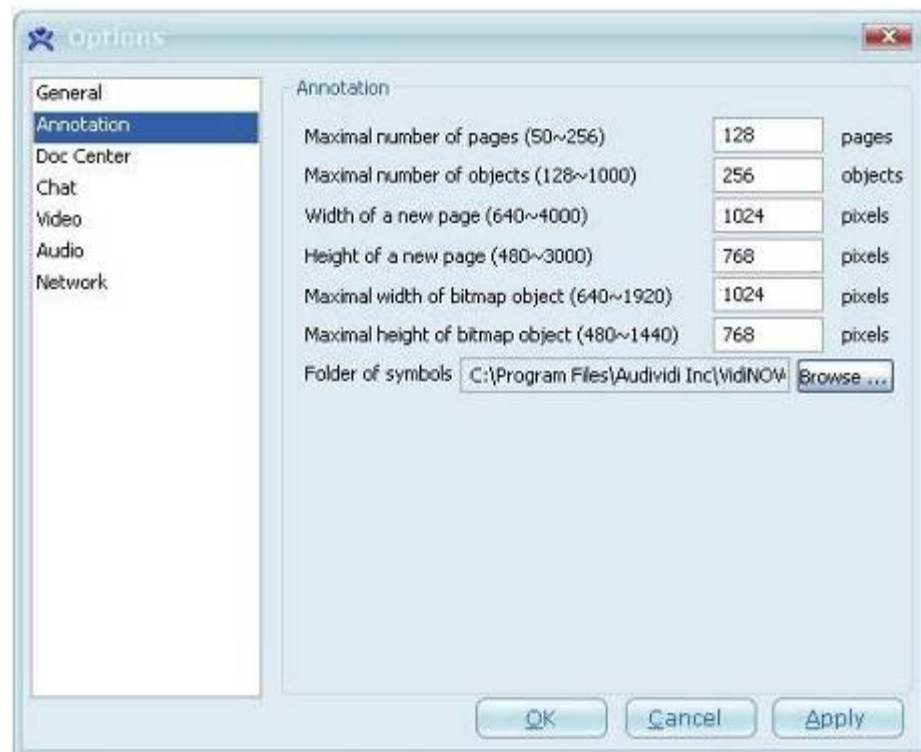 Options
General
Annotation
Doc Center
Chat
Video
Audio
Network
Annotation
Maximal number of pages (50~256) 128 pages
Maximal number of objects (128~1000) 256 objects
Width of a new page (640~4000) 1024 pixels
Height of a new page (480~3000) 768 pixels
Maximal width of bitmap object (640~1920) 1024 pixels
Maximal height of bitmap object (480~1440) 768 pixels
Folder of symbols C:\Program Files\Audividi Inc\VidiNOW Browse ...
OK Cancel Apply